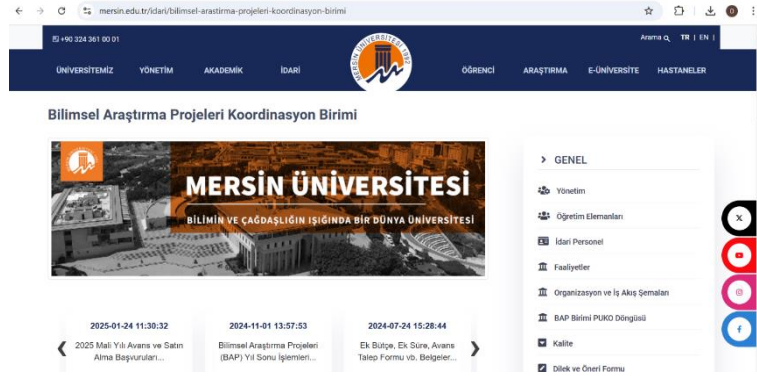 mersin.edu.tr/idari/bilimsel-arastirma-projeleri-koordinasyon-birimi
+90 324 361 00 01
Arama TR | EN |
MERSİN ÜNİVERSİTESİ 1992
ÜNİVERSİTEMİZ YÖNETİM AKADEMİK İDARİ ÖĞRENCİ ARAŞTIRMA E-ÜNİVERSİTE HASTANELER
Bilimsel Araştırma Projeleri Koordinasyon Birimi
MERSİN ÜNİVERSİTESİ
BİLİMİN VE ÇAĞDAŞLIĞIN IŞIĞINDA BİR DÜNYA ÜNİVERSİTESİ
2025-01-24 11:30:32
2025 Mali Yılı Avans ve Satın
Alma Başvuruları...
2024-11-01 13:57:53
Bilimsel Araştırma Projeleri
(BAP) Yıl Sonu İşlemleri...
2024-07-24 15:28:44
Ek Bütçe, Ek Süre, Avans
Talep Formu vb. Belgeler...
GENEL
Yönetim
Öğretim Elemanları
İdari Personel
Faaliyetler
Organizasyon ve İş Akış Şemaları
BAP Birimi PUKO Döngüsü
Kalite
Dilek ve Öneri Formu